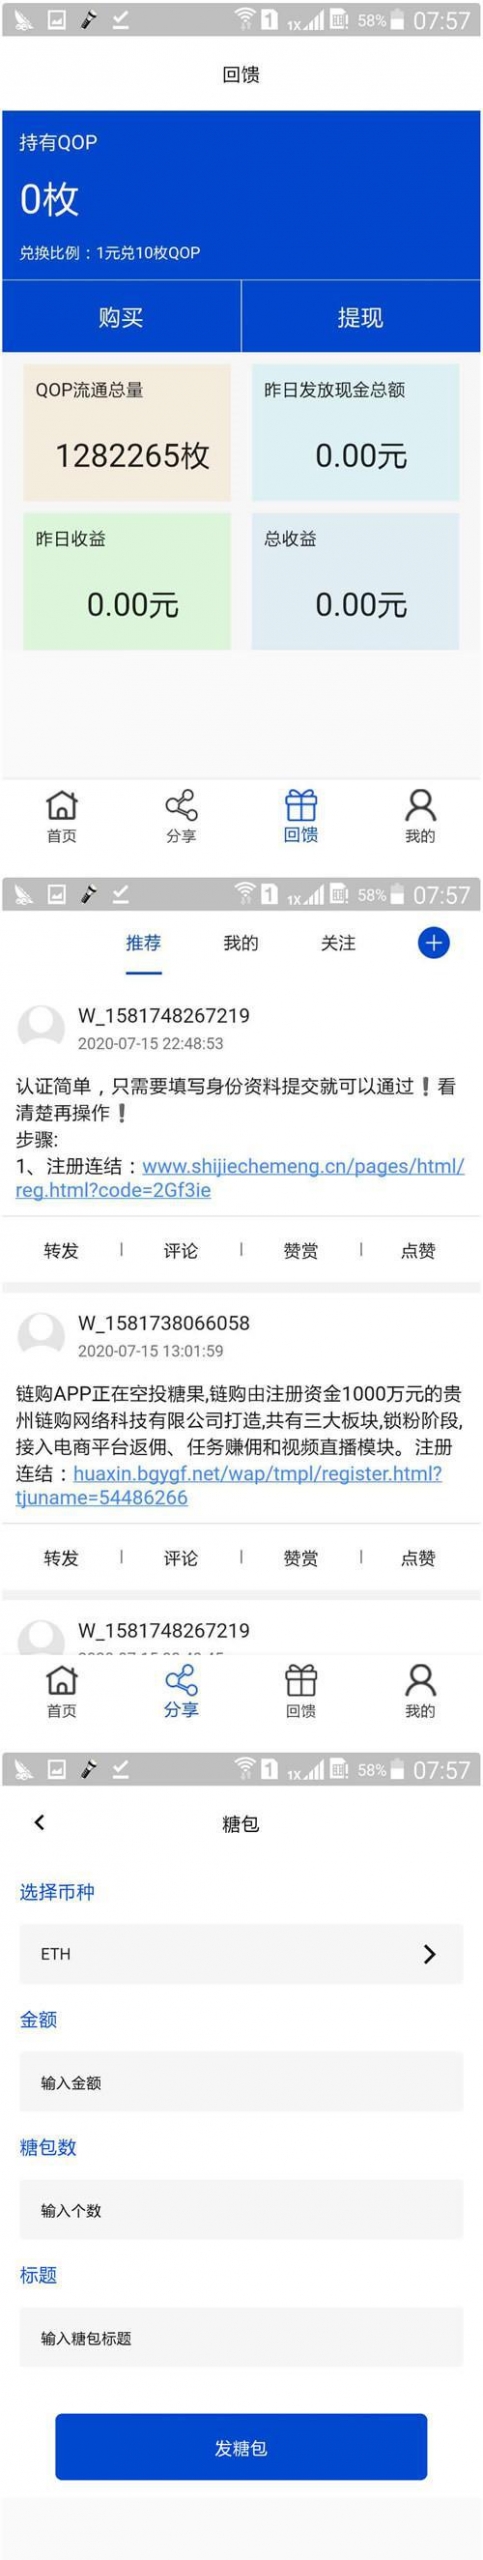 1X 58% 07:57
回馈
持有QOP
0枚
兑换比例：1元兑10枚QOP
购买 提现
QOP流通总量 昨日发放现金总额
1282265枚 0.00元
昨日收益 总收益
0.00元 0.00元
首页 分享 回馈 我的
1X 58% 07:57
推荐 我的 关注
W_1581748267219
2020-07-15 22:48:53
认证简单，只需要填写身份资料提交就可以通过❗看
清楚再操作❗
步骤:
1、注册连结：www.shijiechemeng.cn/pages/html/
reg.html?code=2Gf3ie
转发 | 评论 | 赞赏 | 点赞
W_1581738066058
2020-07-15 13:01:59
链购APP正在空投糖果,链购由注册资金1000万元的贵
州链购网络科技有限公司打造,共有三大板块,锁粉阶段,
接入电商平台返佣、任务赚佣和视频直播模块。注册
连结：huaxin.bgygf.net/wap/tmpl/register.html?
tjuname=54486266
转发 | 评论 | 赞赏 | 点赞
W_1581748267219
首页 分享 回馈 我的
1X 58% 07:57
糖包
选择币种
ETH
金额
输入金额
糖包数
输入个数
标题
输入糖包标题
发糖包